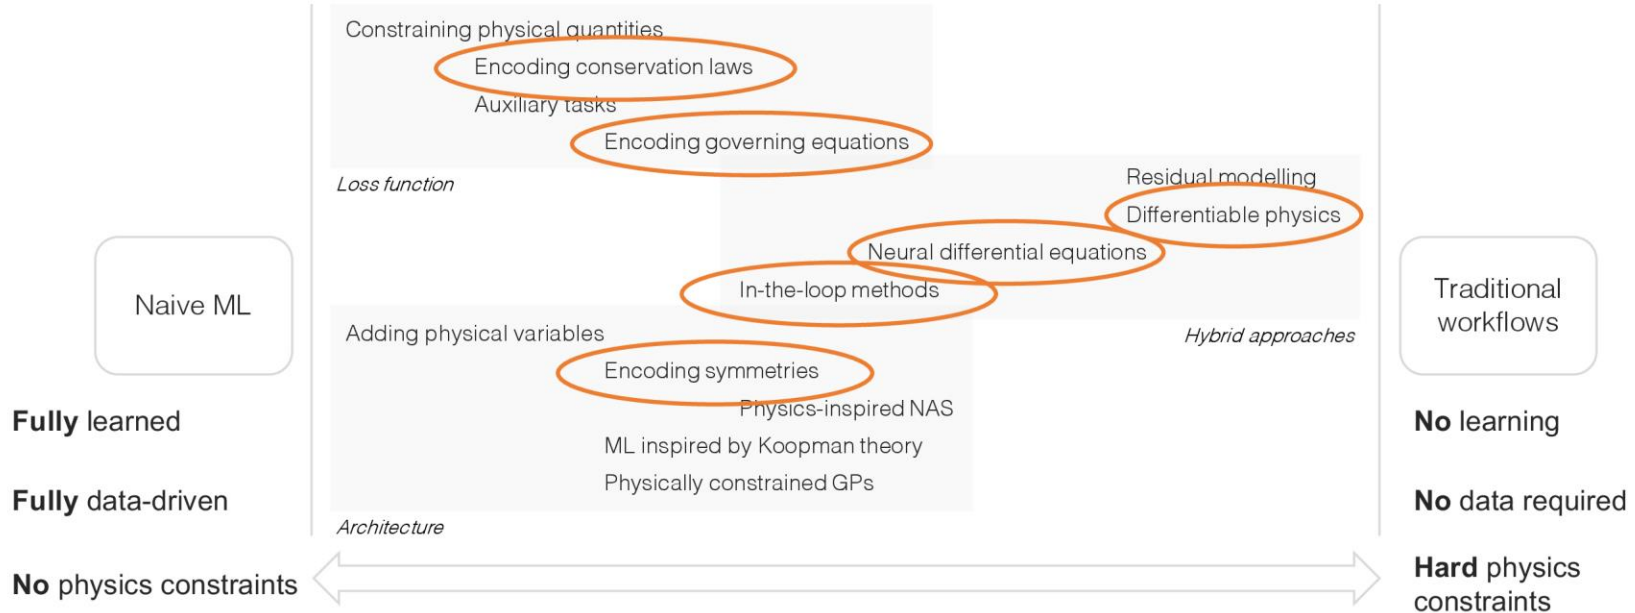 Constraining physical quantities
Encoding conservation laws
Auxiliary tasks
Encoding governing equations
Loss function
Residual modelling
Differentiable physics
Neural differential equations
In-the-loop methods
Hybrid approaches
Naive ML
Traditional
workflows
Adding physical variables
Encoding symmetries
Physics-inspired NAS
ML inspired by Koopman theory
Physically constrained GPs
Architecture
Fully learned
Fully data-driven
No physics constraints
No learning
No data required
Hard physics
constraints